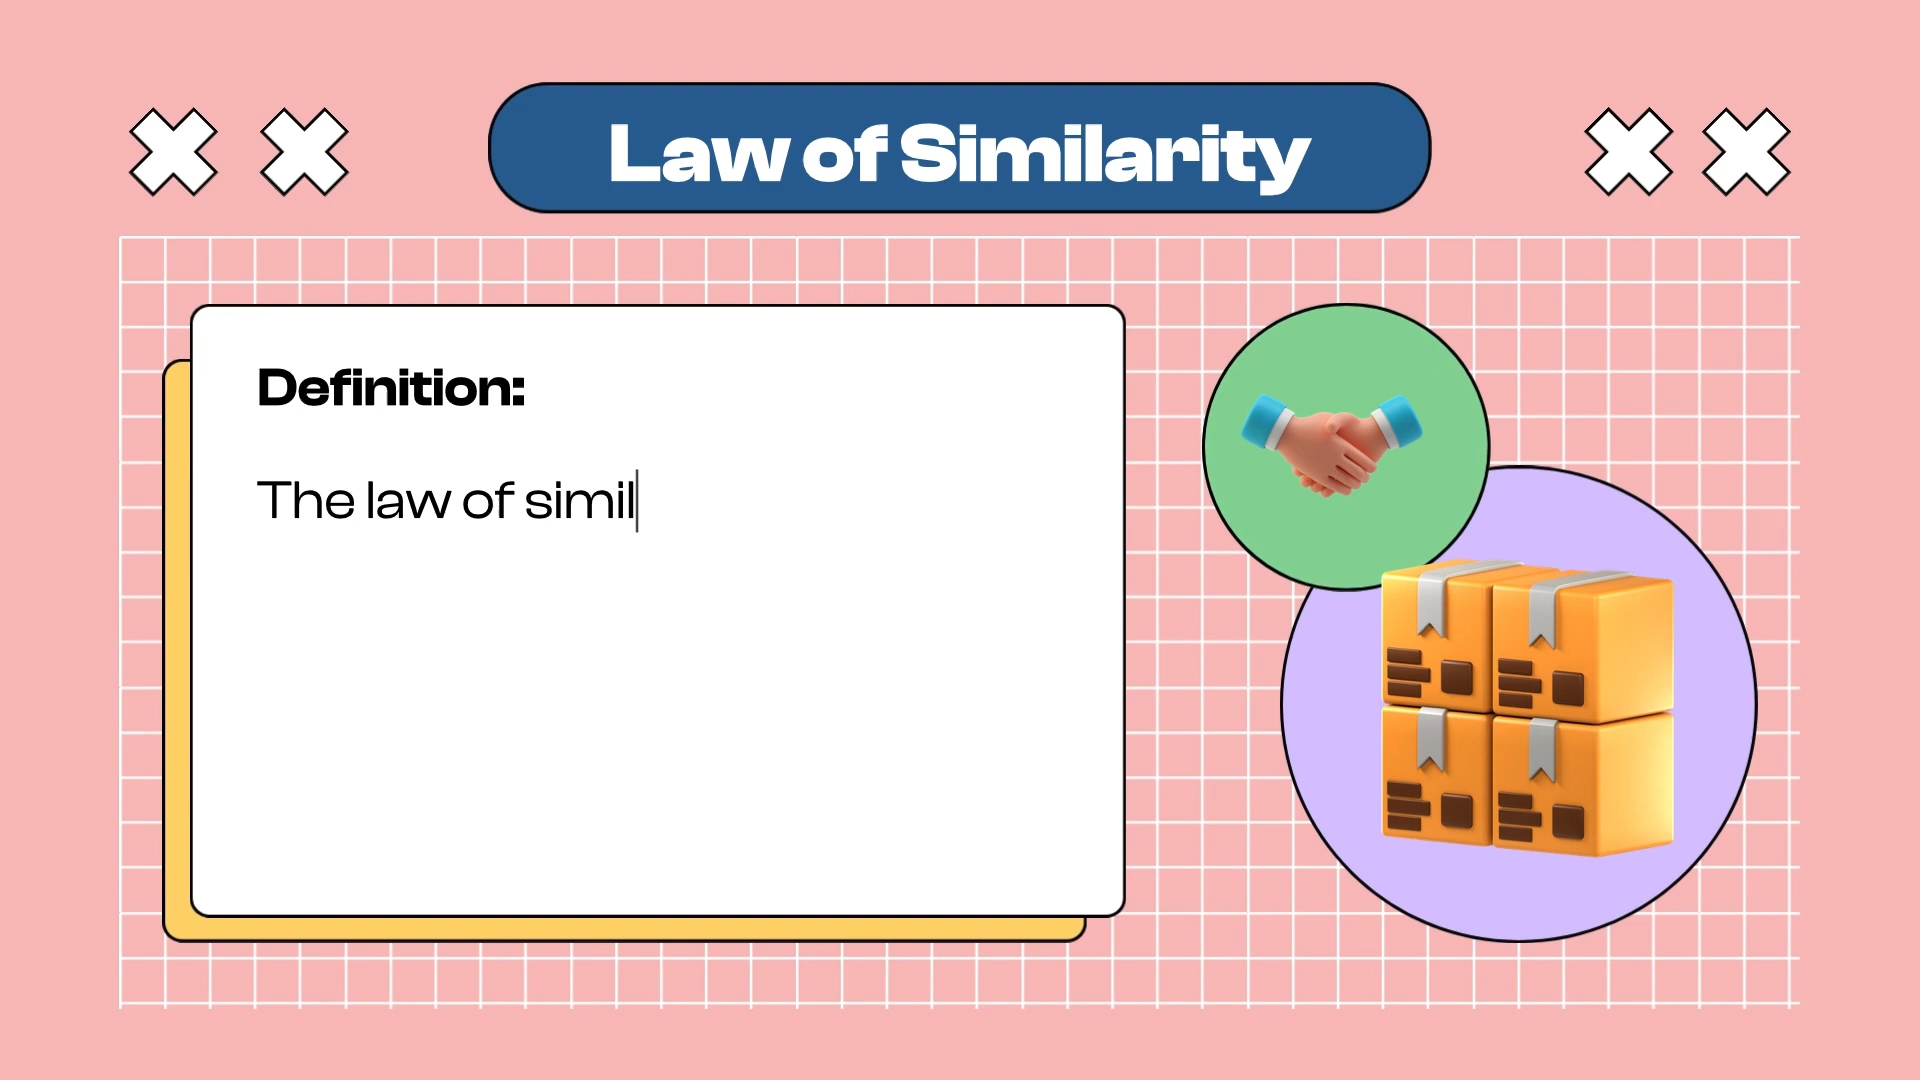 Law of Similarity
Definition:
The law of simil